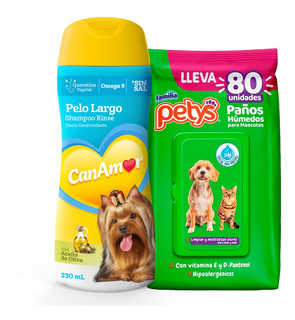 Queratina
Vegetal
Omega 9
SIN
SAL
Pelo Largo
Shampoo Rinse
Efecto Desenredante
CanAmor
con
Aceite
de Oliva
230 mL
LLEVA
80
unidades
familia
petys
Paños
Húmedos
para Mascotas
Limpian y neutralizan olores
• Con vitamina E y D-Pantenol
• Hipoalergénicos